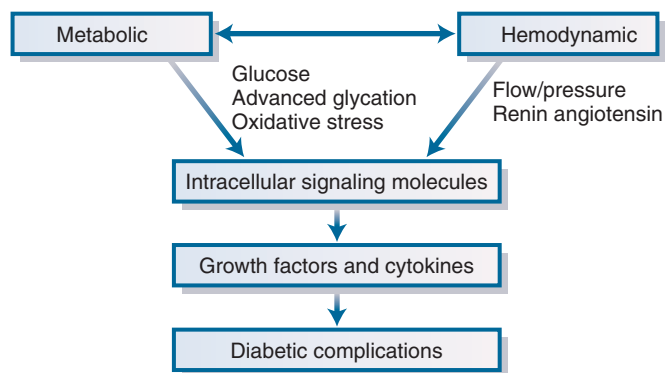 Metabolic
Hemodynamic
Glucose
Advanced glycation
Oxidative stress
Flow/pressure
Renin angiotensin
Intracellular signaling molecules
Growth factors and cytokines
Diabetic complications